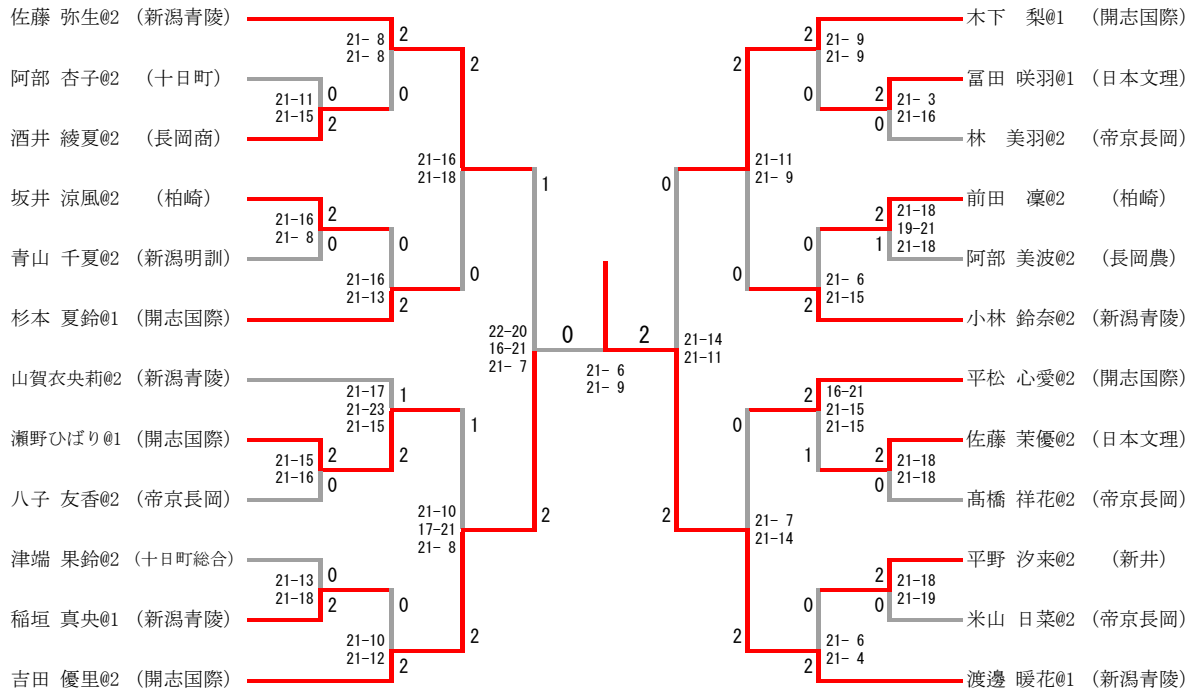 佐藤 弥生@2 (新潟青陵)
阿部 杏子@2 (十日町)
酒井 綾夏@2 (長岡商)
坂井 涼風@2 (柏崎)
青山 千夏@2 (新潟明訓)
杉本 夏鈴@1 (開志国際)
山賀衣央莉@2 (新潟青陵)
瀬野ひばり@1 (開志国際)
八子 友香@2 (帝京長岡)
津端 果鈴@2 (十日町総合)
稲垣 真央@1 (新潟青陵)
吉田 優里@2 (開志国際)
21- 8 2
21- 8
0
21-11 0
21-15 2
21-16 2
21- 8 0
0
21-16
21-13 2
21-17 1
21-23
21-15
2
21-15 2
21-16 0
21-13 0
21-18 2
0
21-10
21-12 2
2
21-16
21-18
0
1
21-10
17-21
21- 8
2
1
22-20
16-21
21- 7
2
0 2
21- 6
21- 9
0
21-14
21-11
2
2
21-11
21- 9
0
0
21- 7
21-14
2
2 21- 9
21- 9
0
2 21- 3
0 21-16
2 21-18
19-21
1 21-18
0
21- 6
2 21-15
2 16-21
21-15
21-15
1
2 21-18
0 21-18
2 21-18
0 21-19
0
21- 6
2 21- 4
木下 梨@1 (開志国際)
冨田 咲羽@1 (日本文理)
林 美羽@2 (帝京長岡)
前田 凜@2 (柏崎)
阿部 美波@2 (長岡農)
小林 鈴奈@2 (新潟青陵)
平松 心愛@2 (開志国際)
佐藤 茉優@2 (日本文理)
髙橋 祥花@2 (帝京長岡)
平野 汐来@2 (新井)
米山 日菜@2 (帝京長岡)
渡邊 暖花@1 (新潟青陵)